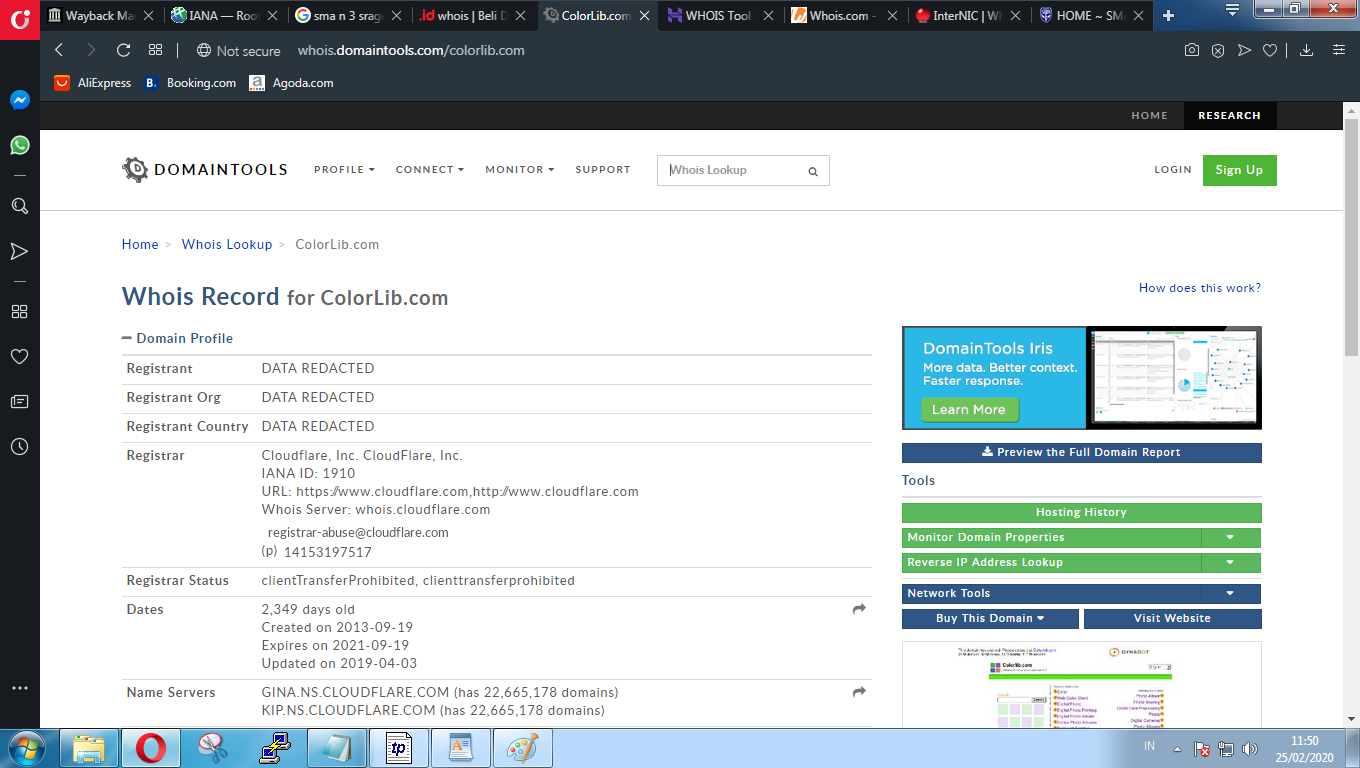 Wayback Ma
IANA — Root
sma n 3 srage
.id whois | Beli D
ColorLib.com
WHOIS Tool
Whois.com -
InterNIC | Wh
HOME ~ SMA
Not secure
whois.domaintools.com/colorlib.com
AliExpress
B. Booking.com
a Agoda.com
HOME
RESEARCH
DOMAINTOOLS
PROFILE
CONNECT
MONITOR
SUPPORT
Whois Lookup
LOGIN
Sign Up
Home > Whois Lookup > ColorLib.com
Whois Record for ColorLib.com
How does this work?
Domain Profile
Registrant DATA REDACTED
Registrant Org DATA REDACTED
Registrant Country DATA REDACTED
Registrar Cloudflare, Inc. CloudFlare, Inc.
IANA ID: 1910
URL: https://www.cloudflare.com,http://www.cloudflare.com
Whois Server: whois.cloudflare.com
registrar-abuse@cloudflare.com
(p) 14153197517
Registrar Status clientTransferProhibited, clienttransferprohibited
Dates 2,349 days old
Created on 2013-09-19
Expires on 2021-09-19
Updated on 2019-04-03
Name Servers GINA.NS.CLOUDFLARE.COM (has 22,665,178 domains)
KIP.NS.CLOUDFLARE.COM (has 22,665,178 domains)
DomainTools Iris
More data. Better context.
Faster response.
Learn More
Preview the Full Domain Report
Tools
Hosting History
Monitor Domain Properties
Reverse IP Address Lookup
Network Tools
Buy This Domain
Visit Website
DYNADOT
Colorlib.com
tp
IN
11:50
25/02/2020